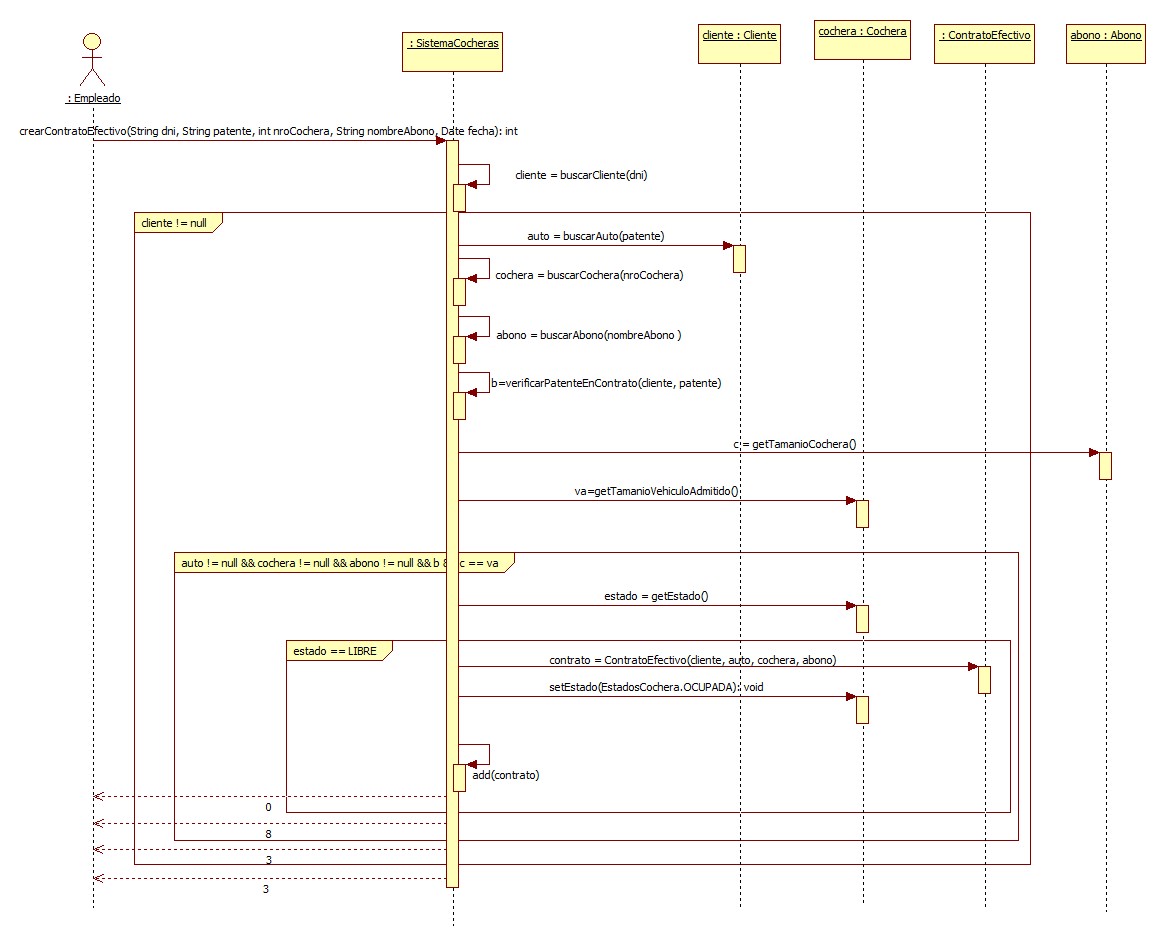 : SistemaCocheras
cliente : Cliente
cochera : Cochera
: ContratoEfectivo
abono : Abono
: Empleado
crearContratoEfectivo(String dni, String patente, int nroCochera, String nombreAbono, Date fecha): int
cliente = buscarCliente(dni)
cliente != null
auto = buscarAuto(patente)
cochera = buscarCochera(nroCochera)
abono = buscarAbono(nombreAbono )
b=verificarPatenteEnContrato(cliente, patente)
c = getTamanioCochera()
va=getTamanioVehiculoAdmitido()
auto != null && cochera != null && abono != null && b & c == va
estado = getEstado()
estado == LIBRE
contrato = ContratoEfectivo(cliente, auto, cochera, abono)
setEstado(EstadosCochera.OCUPADA): void
add(contrato)
0
8
3
3